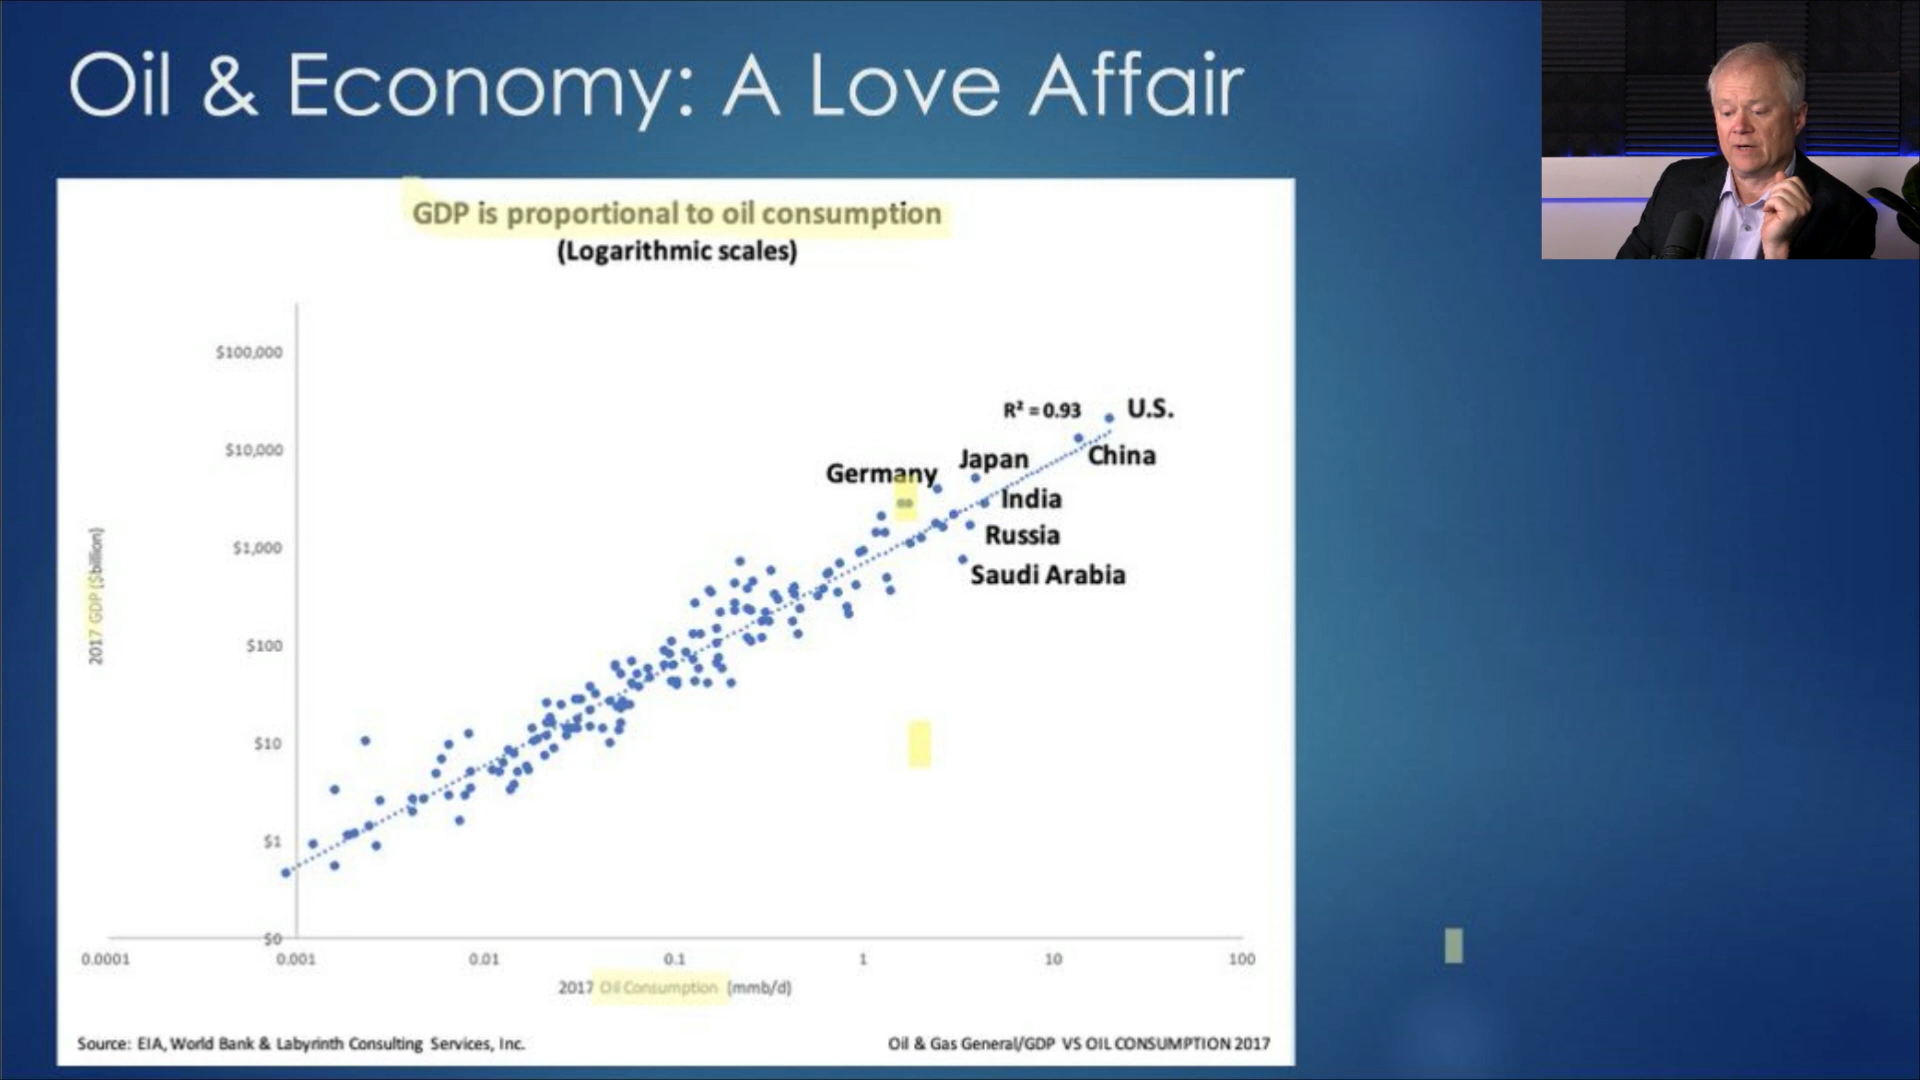 Oil & Economy: A Love Affair
GDP is proportional to oil consumption
(Logarithmic scales)
$100,000
$10,000
$1,000
$100
$10
$1
$0
2017 GDP ($billion)
R² = 0.93
U.S.
China
Japan
Germany
India
Russia
Saudi Arabia
0.0001
0.001
0.01
0.1
1
10
100
2017 Oil Consumption (mmb/d)
Source: EIA, World Bank & Labyrinth Consulting Services, Inc.
Oil & Gas General/GDP VS OIL CONSUMPTION 2017